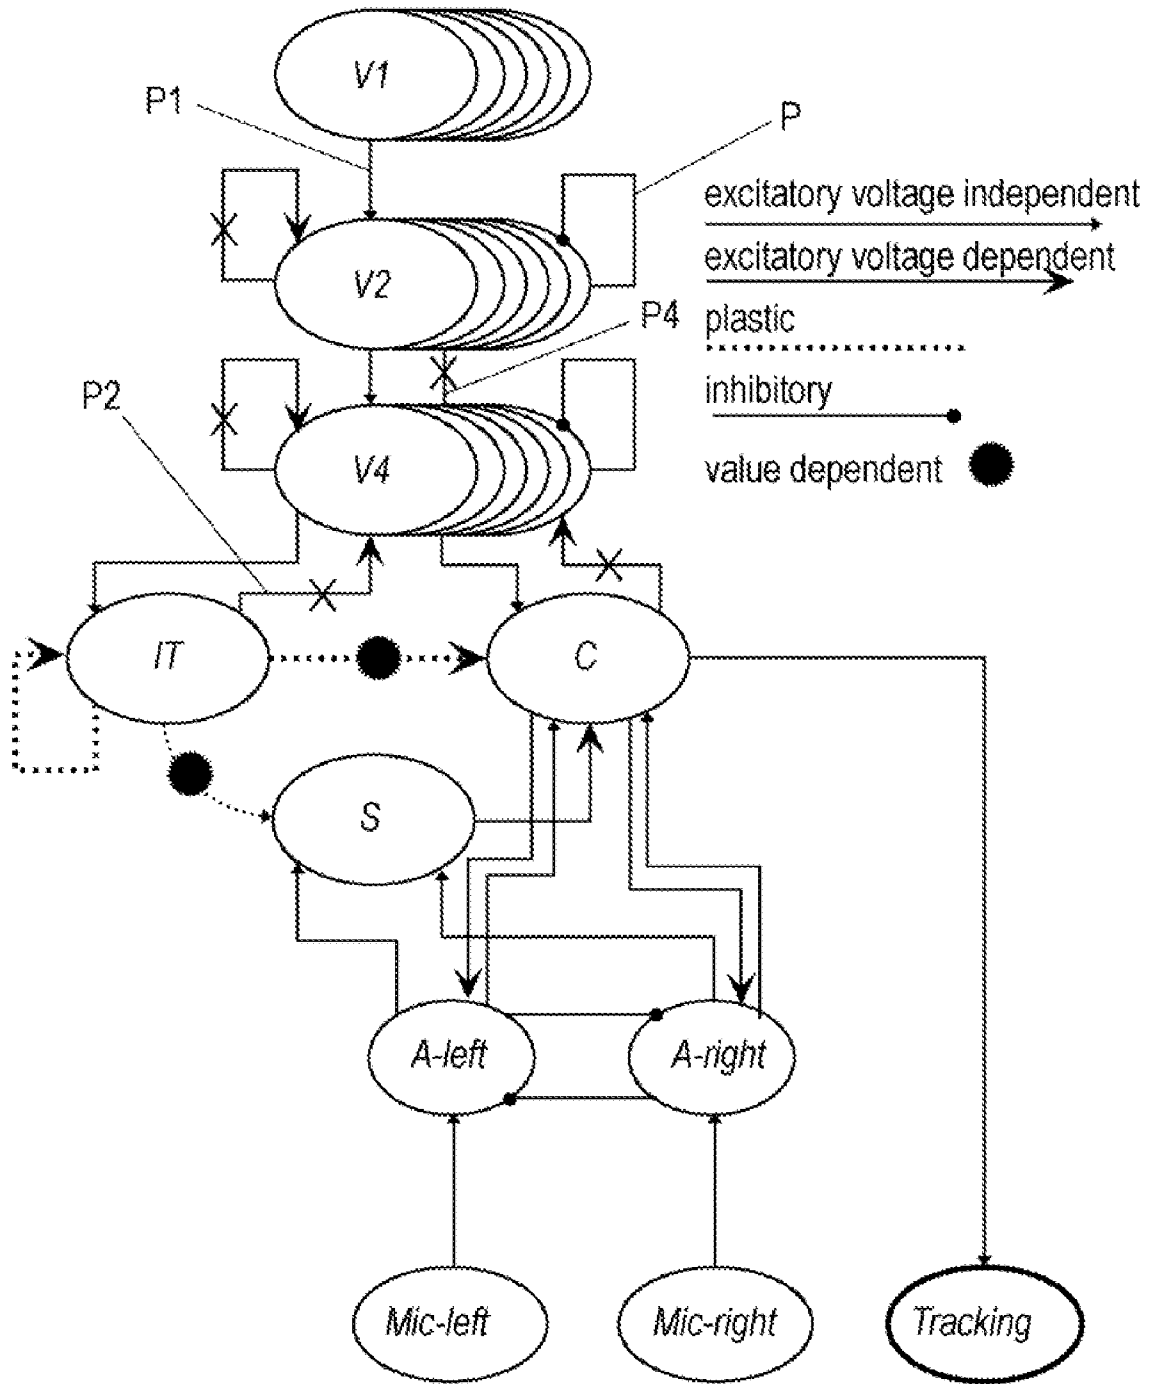 V1
P1
P
excitatory voltage independent
excitatory voltage dependent
V2
P4
plastic
inhibitory
P2
V4
value dependent
IT
C
S
A-left
A-right
Mic-left
Mic-right
Tracking